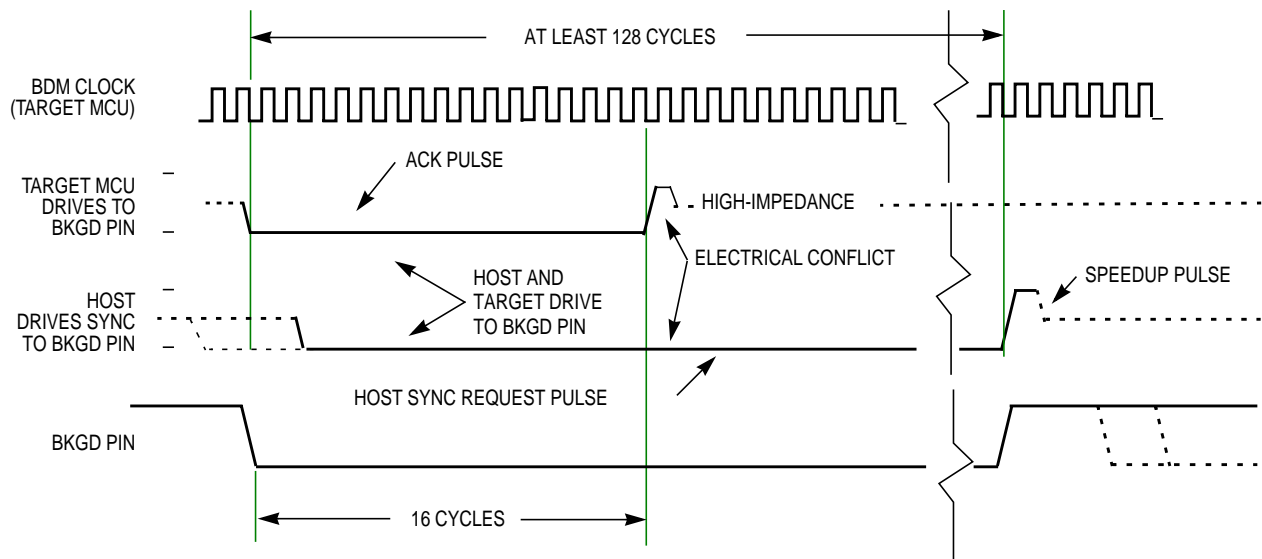 AT LEAST 128 CYCLES
BDM CLOCK
(TARGET MCU)
ACK PULSE
TARGET MCU
DRIVES TO
BKGD PIN
HIGH-IMPEDANCE
ELECTRICAL CONFLICT
HOST AND
TARGET DRIVE
TO BKGD PIN
SPEEDUP PULSE
HOST
DRIVES SYNC
TO BKGD PIN
HOST SYNC REQUEST PULSE
BKGD PIN
16 CYCLES